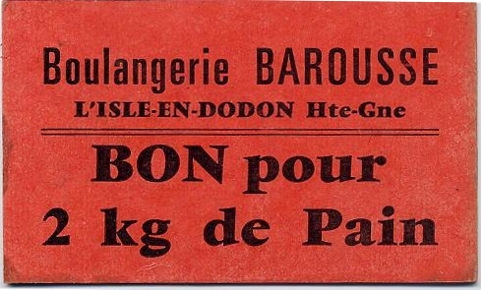 Boulangerie BAROUSSE
L'ISLE-EN-DODON Hte-Gne
BON pour
2 kg de Pain